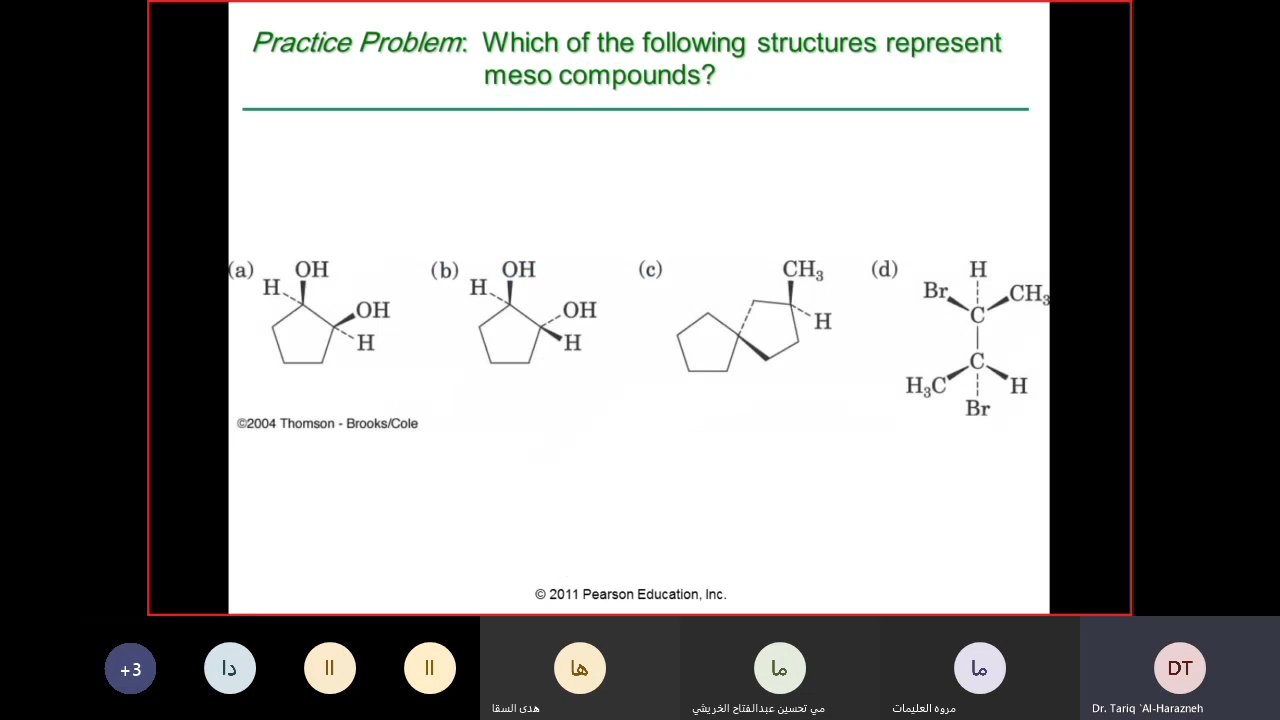 Practice Problem: Which of the following structures represent
meso compounds?
(a) OH
H
OH
H
(b) OH
H
OH
H
(c) CH₃
H
(d) H
Br CH₃
C
C
H₃C H
Br
©2004 Thomson - Brooks/Cole
© 2011 Pearson Education, Inc.
+3
دا
اا
اا
ها
ما
ما
DT
هدى السقا
مي تحسين عبدالفتاح الخريشي
مروه العليمات
Dr. Tariq `Al-Harazneh